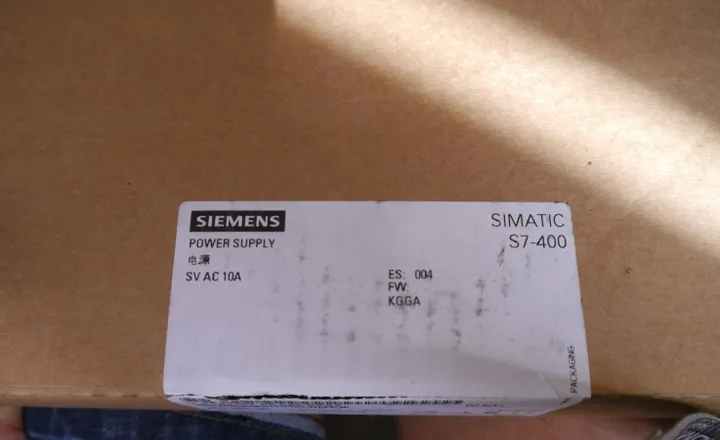 SIEMENS
SIMATIC
S7-400
POWER SUPPLY
电源
SV AC 10A
ES: 004
FW:
KGGA
PACKAGING